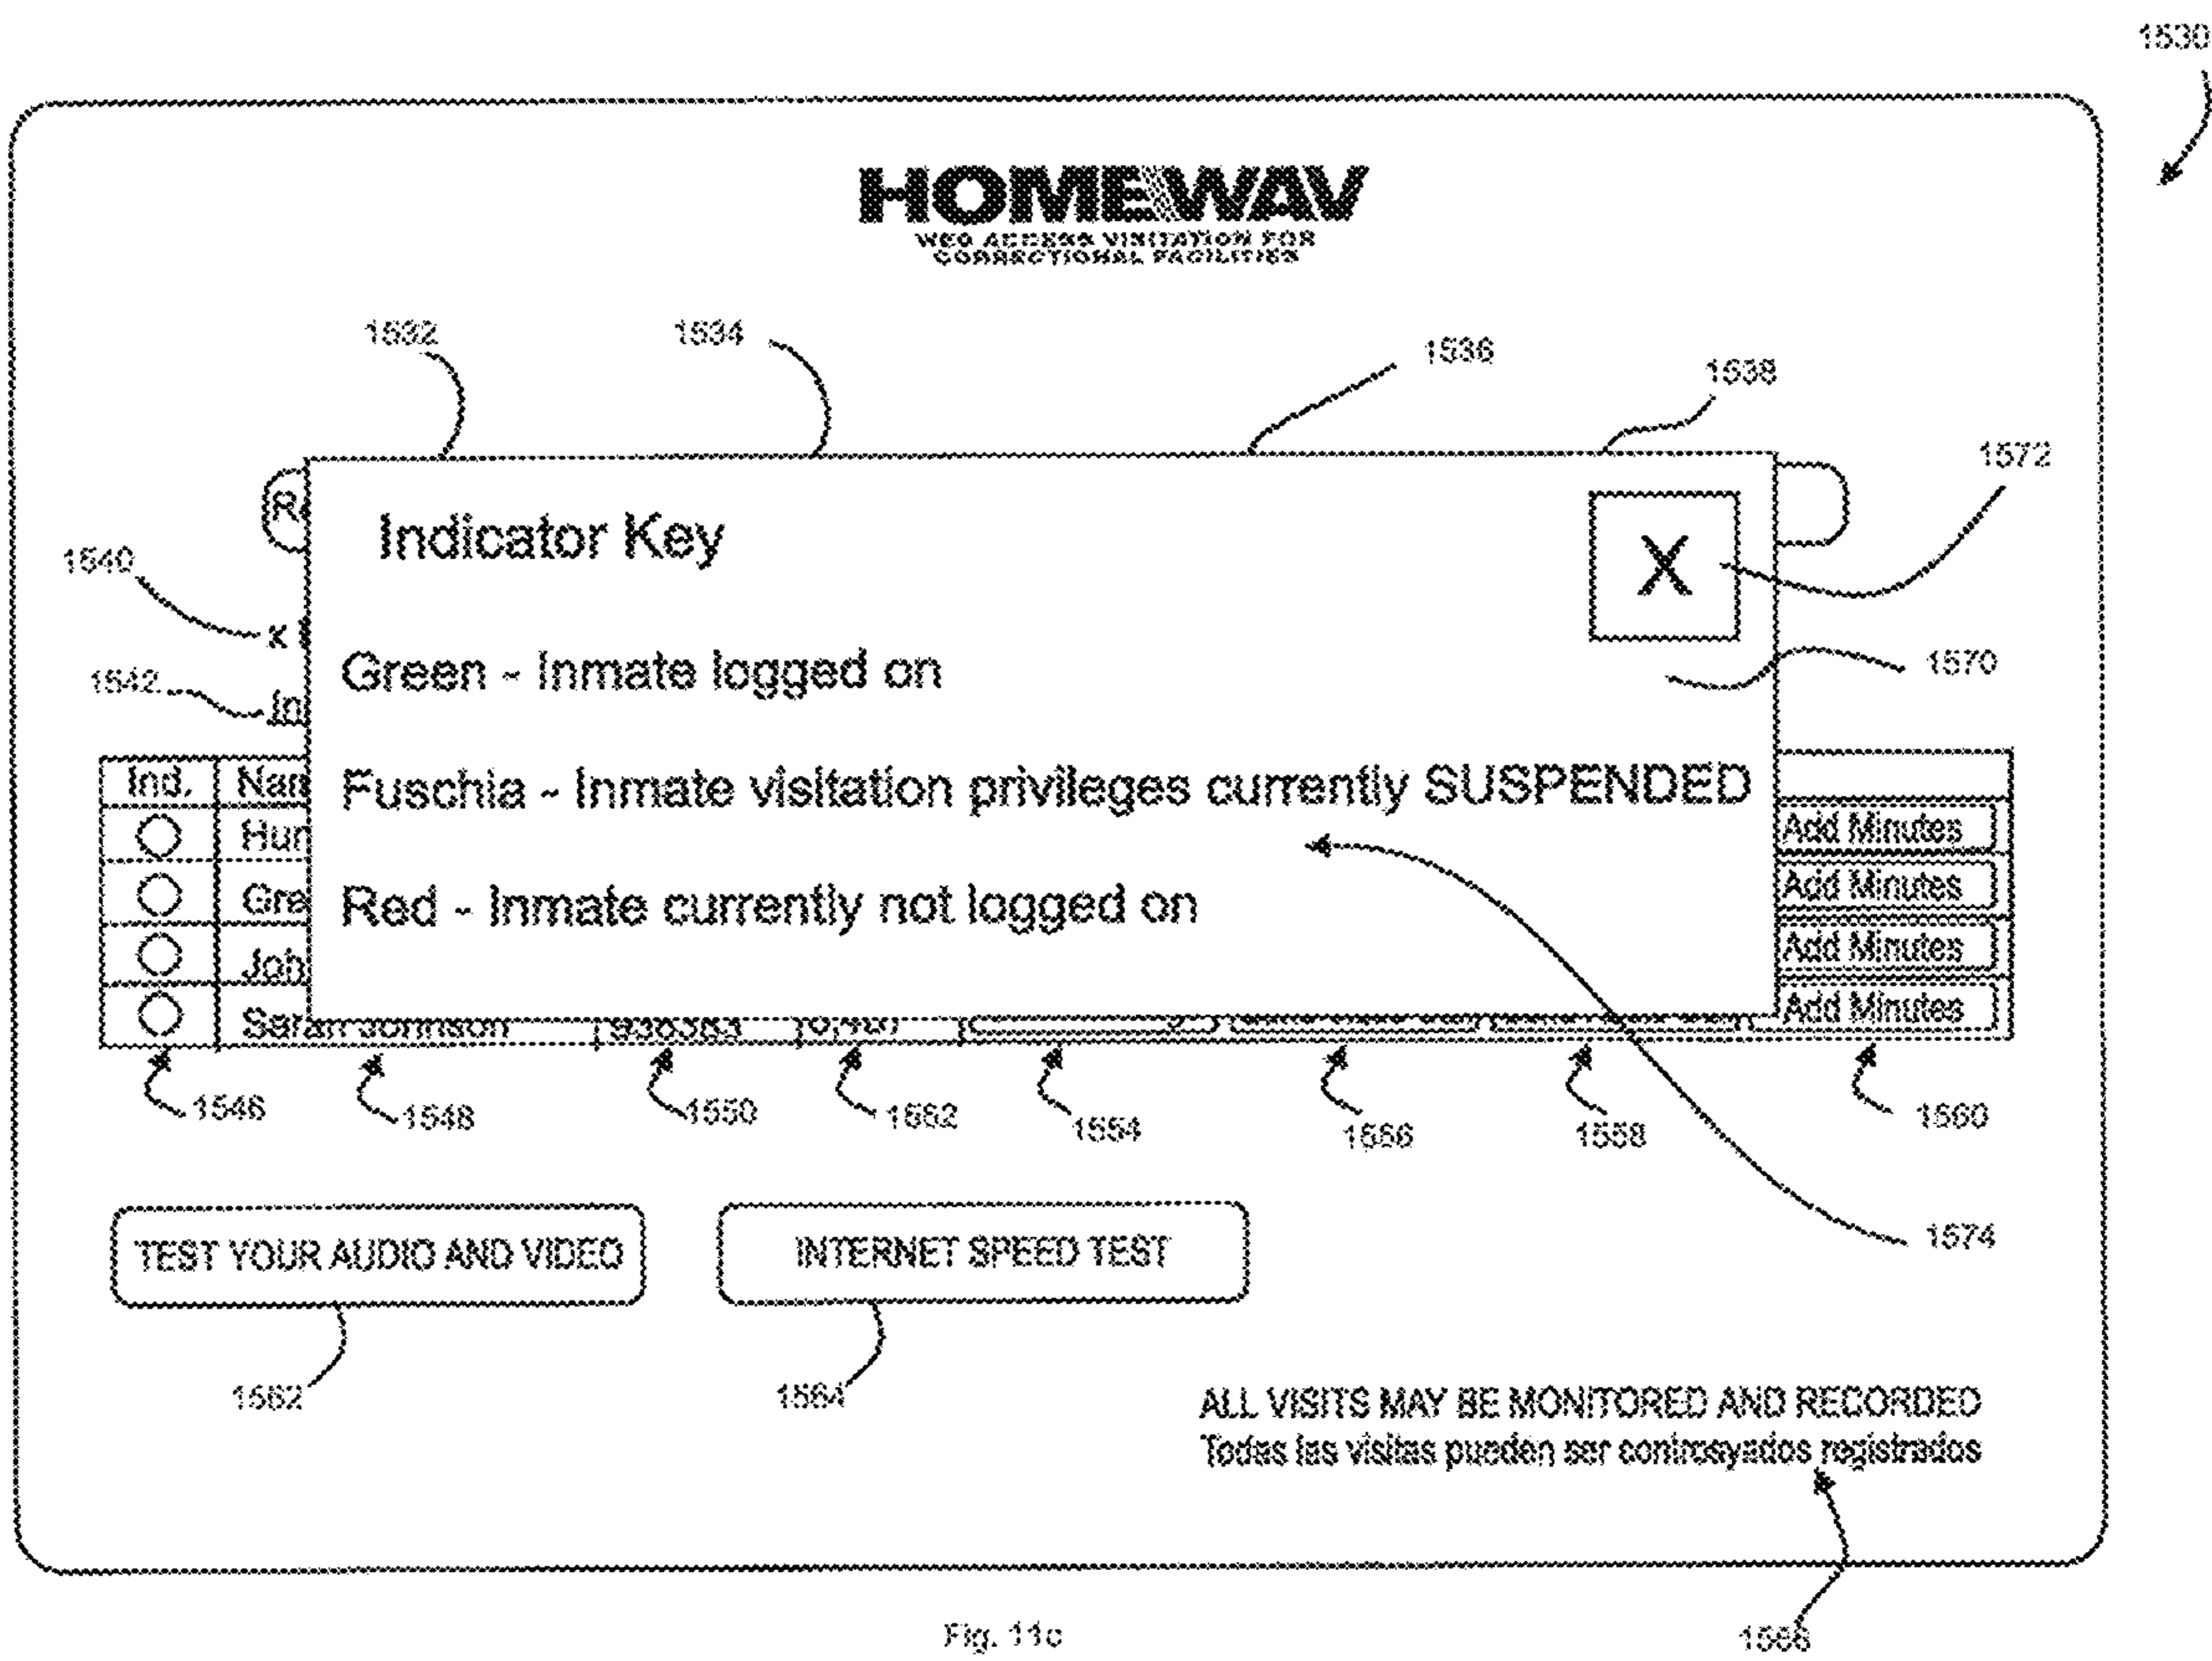 1530
HOMEWAV
WEB ACCESS VISITATION FOR
CORRECTIONAL FACILITIES
1532
1534
1536
1538
1572
Indicator Key
X
1540
1570
Green - Inmate logged on
1542
Ind.
Fuschia - Inmate visitation privileges currently SUSPENDED
Add Minutes
Add Minutes
Red - Inmate currently not logged on
Add Minutes
Add Minutes
Sarah Johnson
1546
1548
1550
1552
1554
1556
1558
1560
TEST YOUR AUDIO AND VIDEO
INTERNET SPEED TEST
1574
1562
1564
ALL VISITS MAY BE MONITORED AND RECORDED
Todas las visitas pueden ser controsyados registrados
Fig. 11c
1566